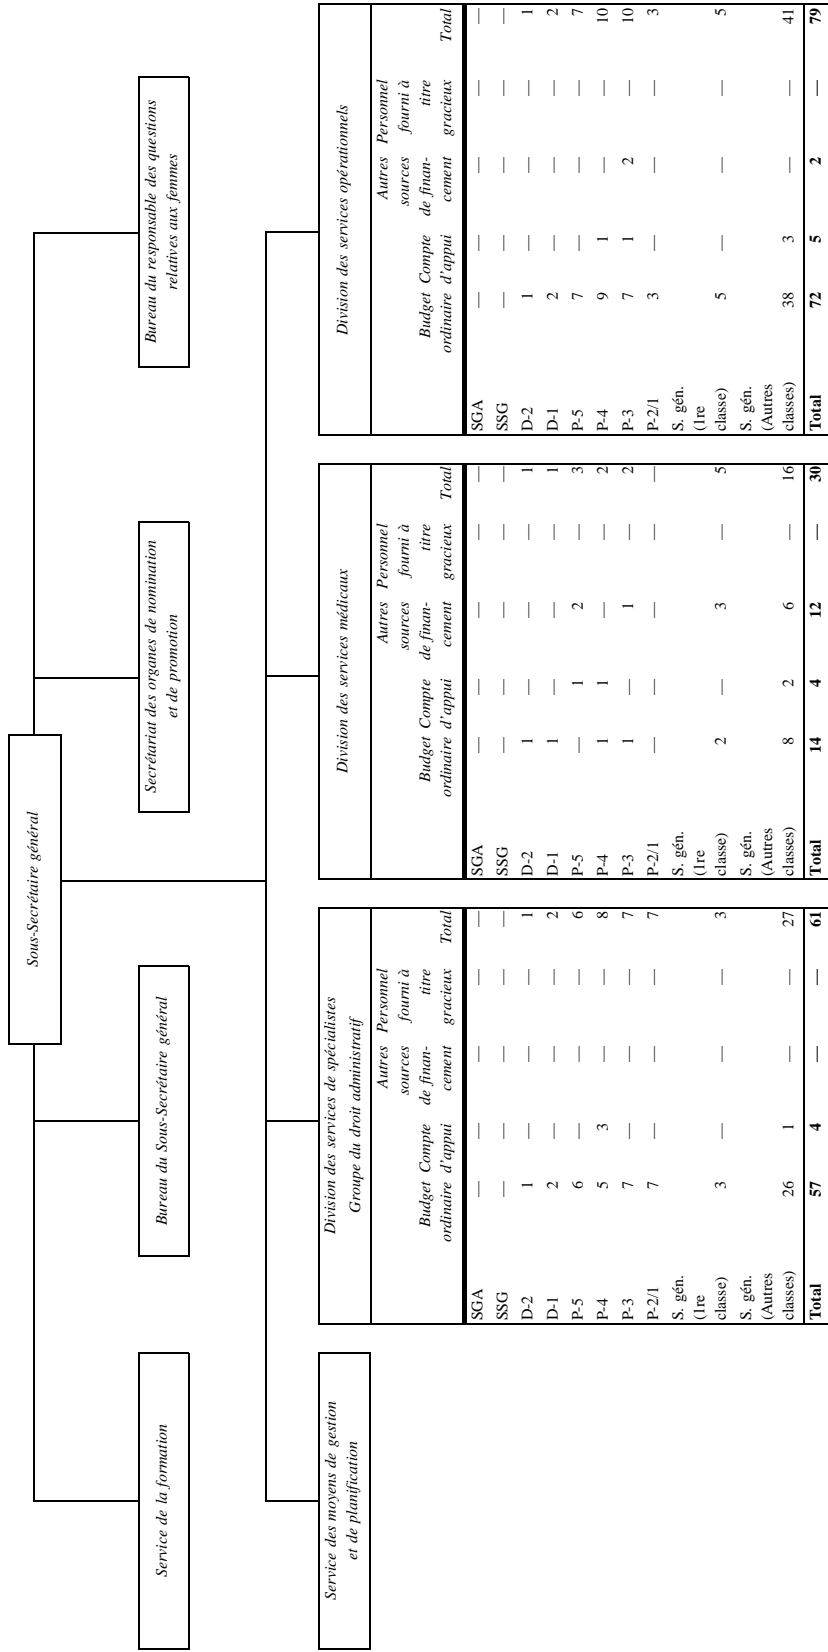 Sous-Secrétaire général
Service de la formation
Bureau du Sous-Secrétaire général
Secrétariat des organes de nomination
et de promotion
Bureau du responsable des questions
relatives aux femmes
Service des moyens de gestion
et de planification
Division des services de spécialistes
Groupe du droit administratif
Autres Personnel
sources fourni à
Budget Compte de finan- titre
ordinaire d'appui cement gracieux Total
SGA — — — — —
SSG — — — — —
D-2 1 — — — 1
D-1 2 — — — 2
P-5 6 — — — 6
P-4 5 3 — — 8
P-3 7 — — — 7
P-2/1 7 — — — 7
S. gén.
(1re
classe) 3 — — — 3
S. gén.
(Autres
classes) 26 1 — — 27
Total 57 4 — — 61
Division des services médicaux
Autres Personnel
sources fourni à
Budget Compte de finan- titre
ordinaire d'appui cement gracieux Total
SGA — — — — —
SSG — — — — —
D-2 1 — — — 1
D-1 1 — — — 1
P-5 — 1 2 — 3
P-4 1 1 — — 2
P-3 1 — 1 — 2
P-2/1 — — — — —
S. gén.
(1re
classe) 2 — 3 — 5
S. gén.
(Autres
classes) 8 2 6 — 16
Total 14 4 12 — 30
Division des services opérationnels
Autres Personnel
sources fourni à
Budget Compte de finan- titre
ordinaire d'appui cement gracieux Total
SGA — — — — —
SSG — — — — —
D-2 1 — — — 1
D-1 2 — — — 2
P-5 7 — — — 7
P-4 9 1 — — 10
P-3 7 1 2 — 10
P-2/1 3 — — — 3
S. gén.
(1re
classe) 5 — — — 5
S. gén.
(Autres
classes) 38 3 — — 41
Total 72 5 2 — 79